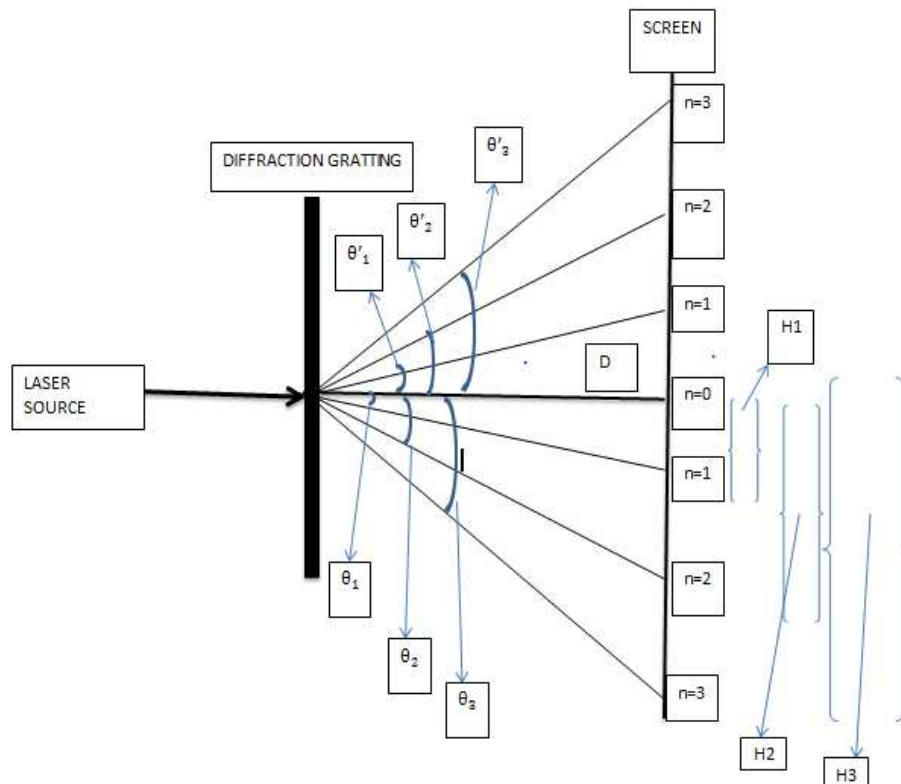 SCREEN
n=3
DIFFRACTION GRATTING
θ'₃
n=2
θ'₂
θ'₁
n=1
H1
D
LASER
SOURCE
n=0
n=1
θ₁
n=2
θ₂
θ₃
n=3
H2
H3